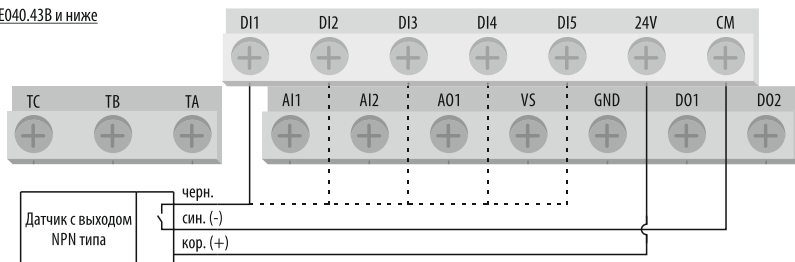 E040.43B и ниже
DI1 DI2 DI3 DI4 DI5 24V CM
TC TB TA AI1 AI2 AO1 VS GND DO1 DO2
черн.
син. (-)
кор. (+)
Датчик с выходом
NPN типа